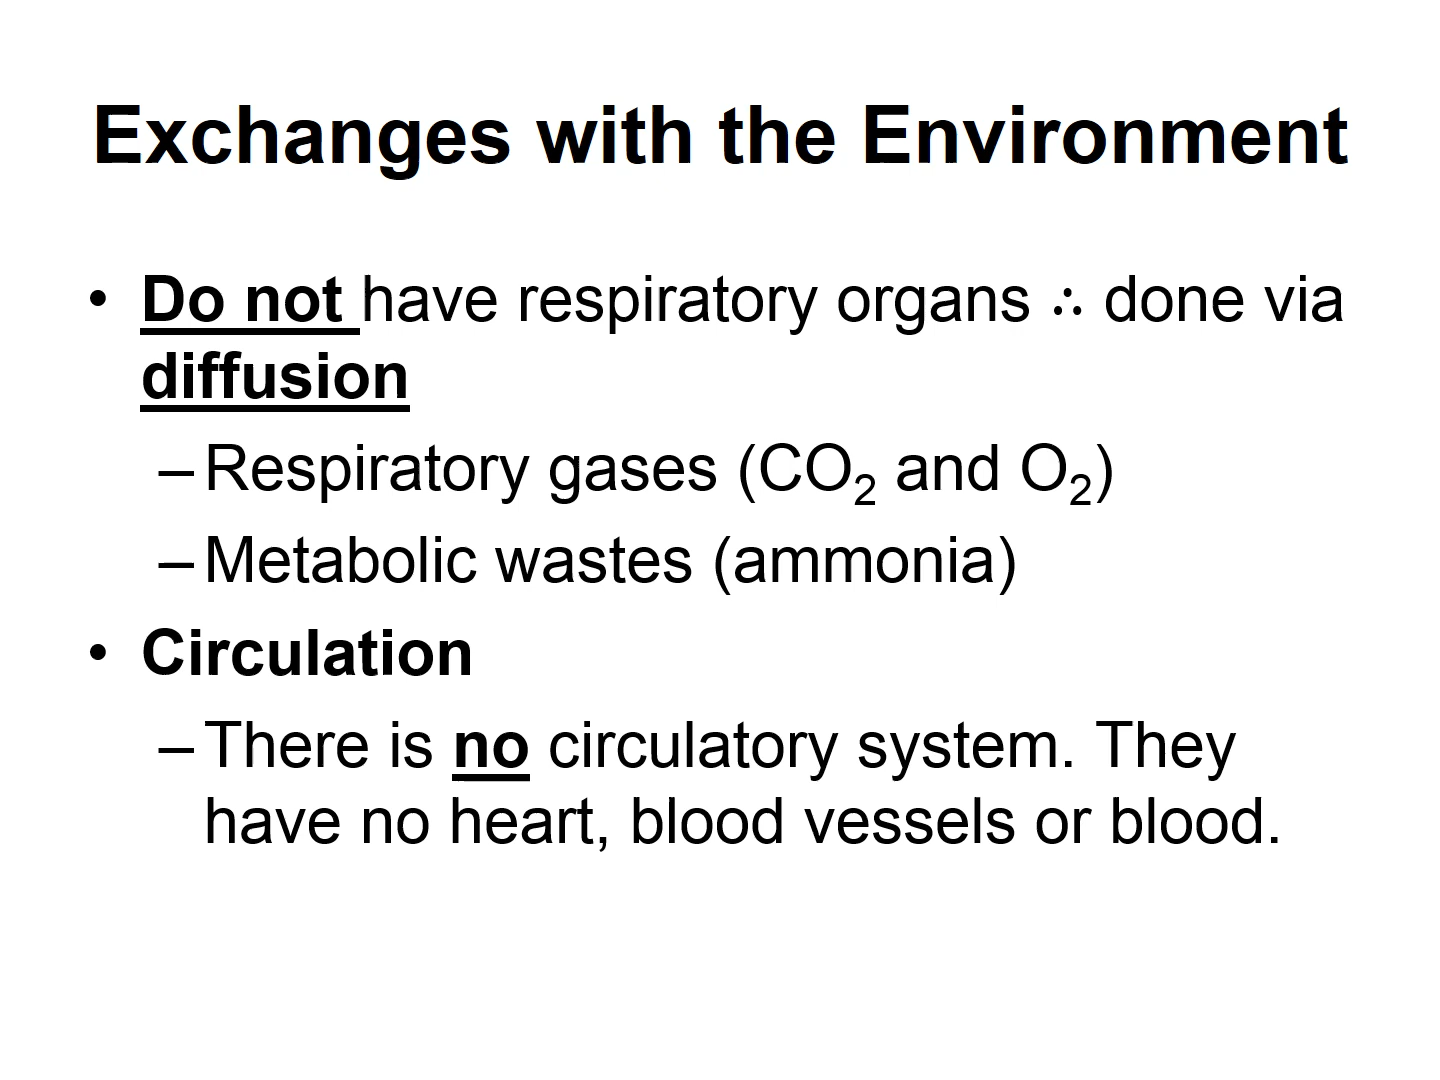 Exchanges with the Environment
• Do not have respiratory organs ∴ done via
diffusion
– Respiratory gases (CO₂ and O₂)
– Metabolic wastes (ammonia)
• Circulation
– There is no circulatory system. They
have no heart, blood vessels or blood.